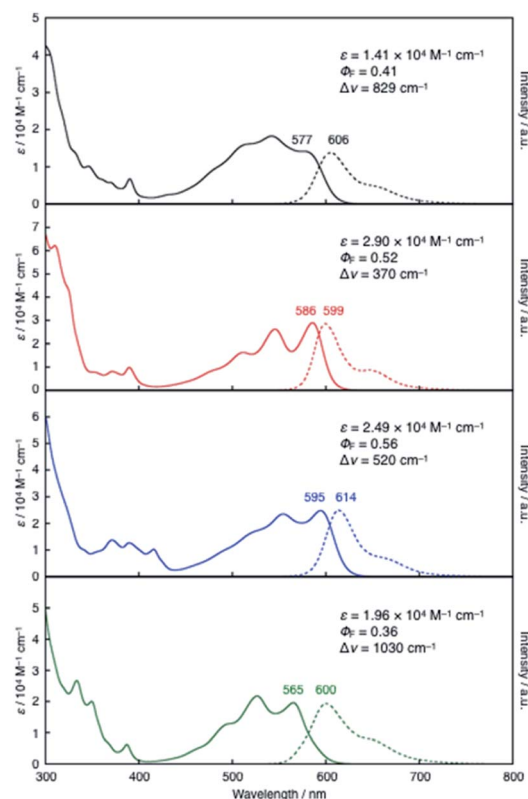 5
4
3
2
1
0
ε / 10⁴ M⁻¹ cm⁻¹
ε = 1.41 × 10⁴ M⁻¹ cm⁻¹
Φ_F = 0.41
Δν = 829 cm⁻¹
577 606
Intensity / a.u.
7
6
5
4
3
2
1
0
ε / 10⁴ M⁻¹ cm⁻¹
ε = 2.90 × 10⁴ M⁻¹ cm⁻¹
Φ_F = 0.52
Δν = 370 cm⁻¹
586 599
Intensity / a.u.
6
5
4
3
2
1
0
ε / 10⁴ M⁻¹ cm⁻¹
ε = 2.49 × 10⁴ M⁻¹ cm⁻¹
Φ_F = 0.56
Δν = 520 cm⁻¹
595 614
Intensity / a.u.
5
4
3
2
1
0
ε / 10⁴ M⁻¹ cm⁻¹
ε = 1.96 × 10⁴ M⁻¹ cm⁻¹
Φ_F = 0.36
Δν = 1030 cm⁻¹
565 600
Intensity / a.u.
300 400 500 600 700 800
Wavelength / nm